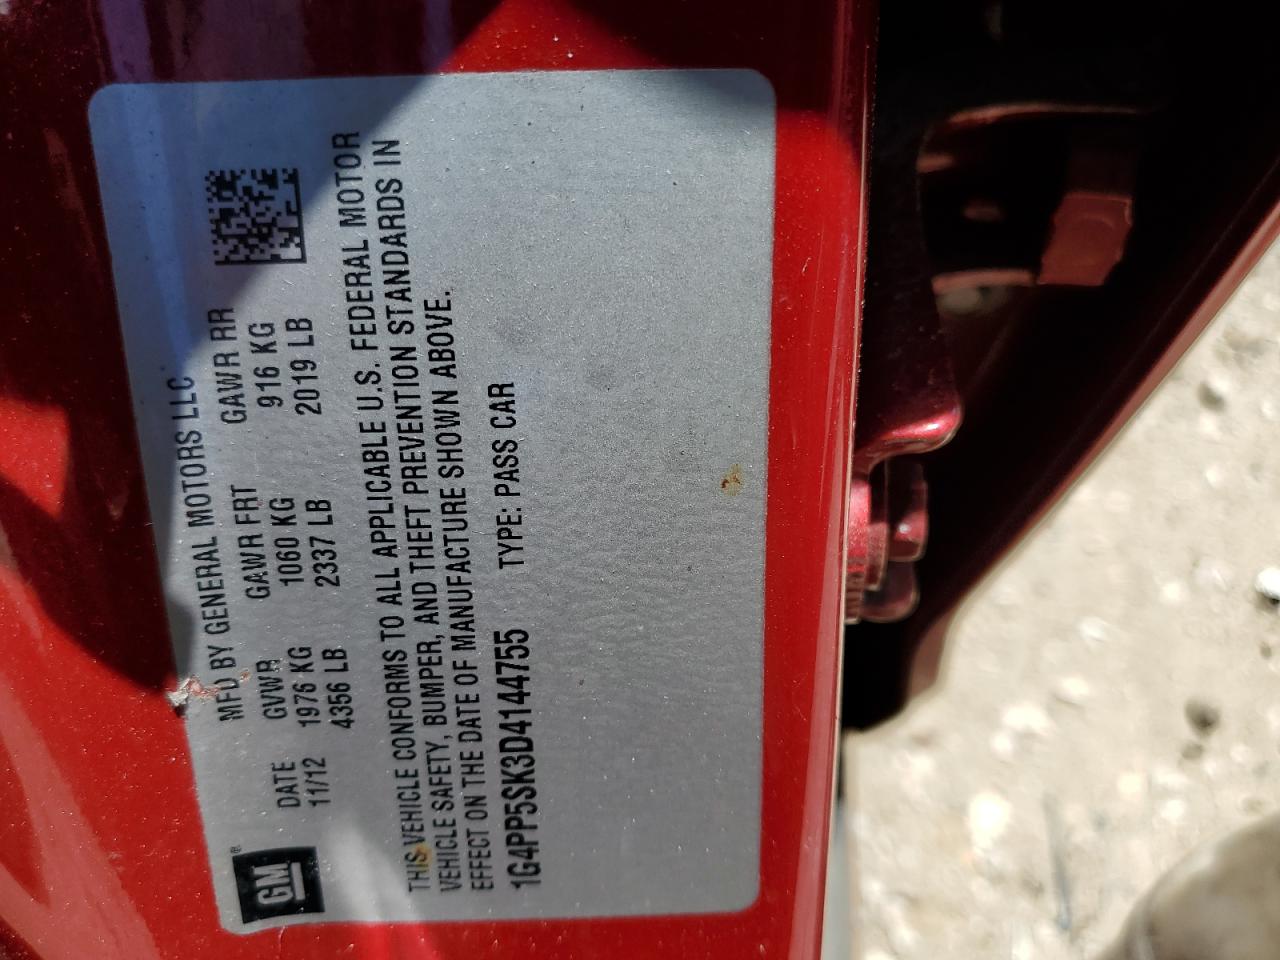 GM
MFD BY GENERAL MOTORS LLC
DATE GVWR GAWR FRT GAWR RR
11/12 1976 KG 1060 KG 916 KG
4356 LB 2337 LB 2019 LB
THIS VEHICLE CONFORMS TO ALL APPLICABLE U.S. FEDERAL MOTOR
VEHICLE SAFETY, BUMPER, AND THEFT PREVENTION STANDARDS IN
EFFECT ON THE DATE OF MANUFACTURE SHOWN ABOVE.
1G4PP5SK3D4144755 TYPE: PASS CAR